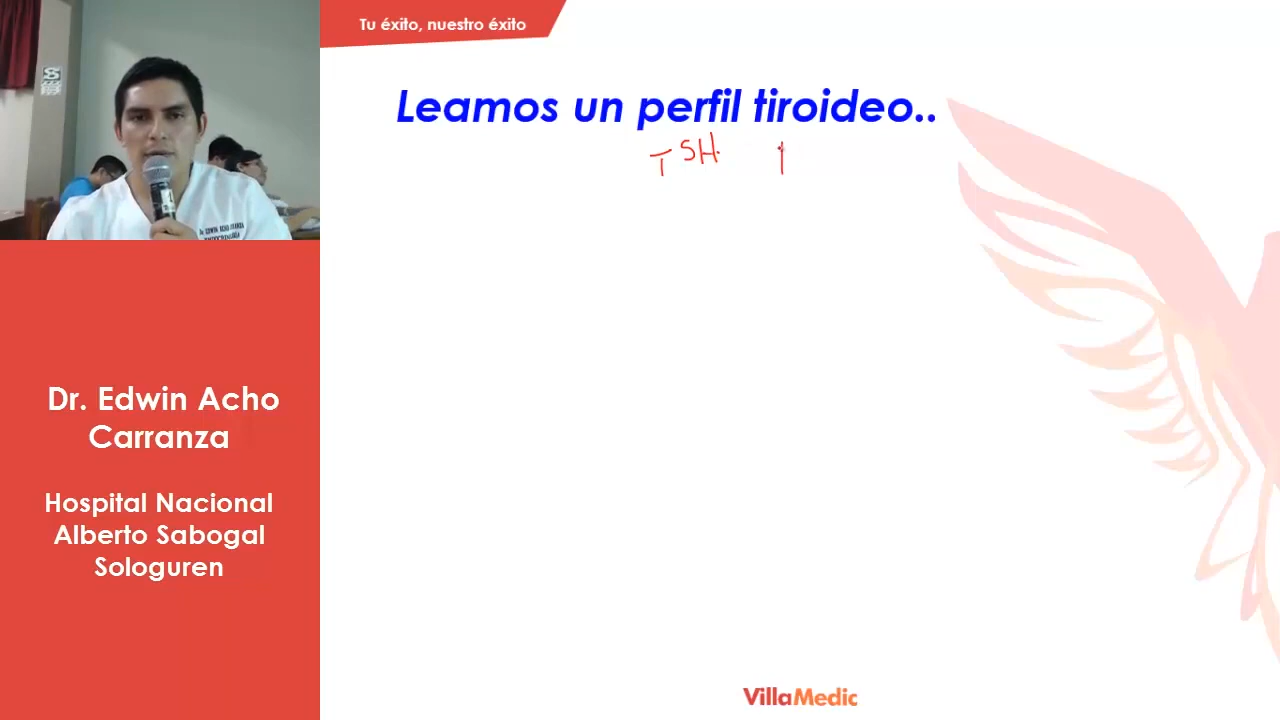 Tu éxito, nuestro éxito
Leamos un perfil tiroideo..
TSH
Dr. Edwin Acho
Carranza
Hospital Nacional
Alberto Sabogal
Sologuren
VillaMedic